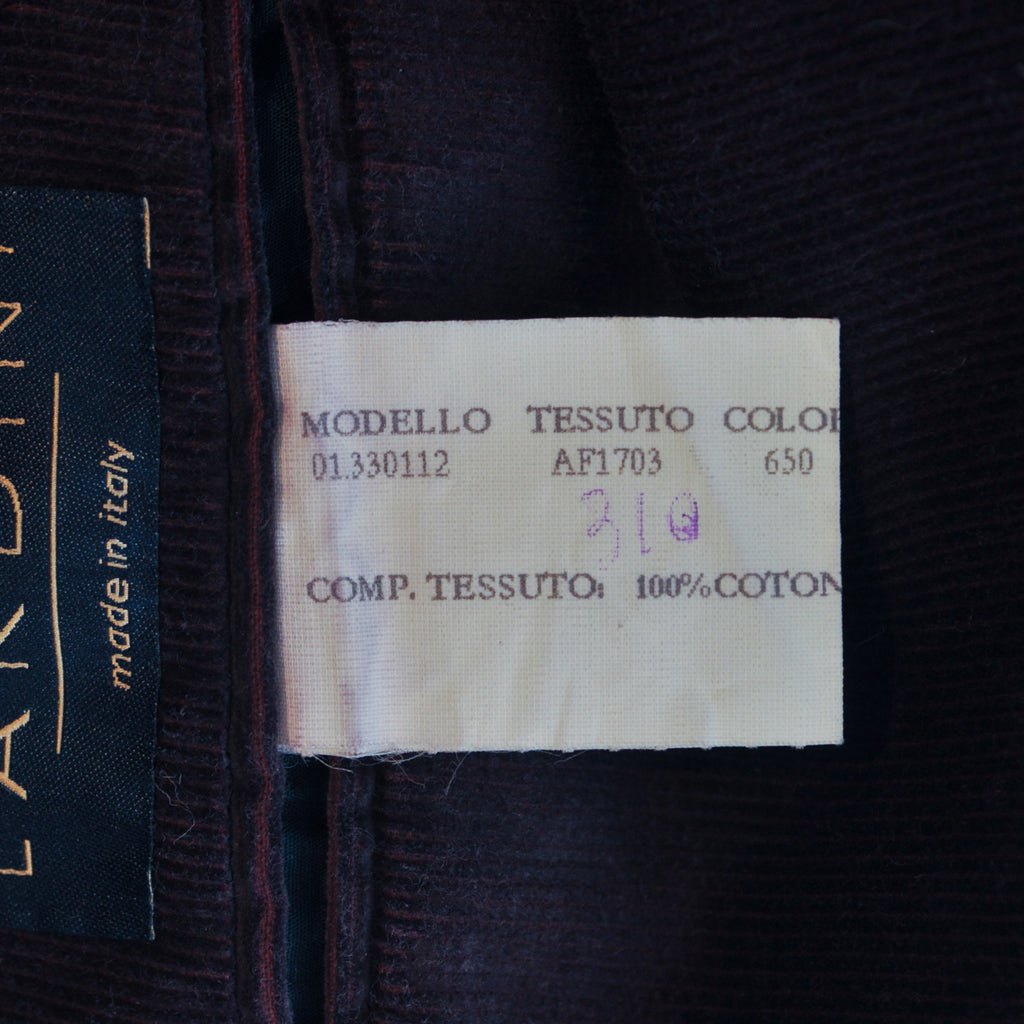 MODELLO TESSUTO COLOR
01.330112 AF1703 650
310
COMP. TESSUTO: 100%COTON
LARDINI
made in italy